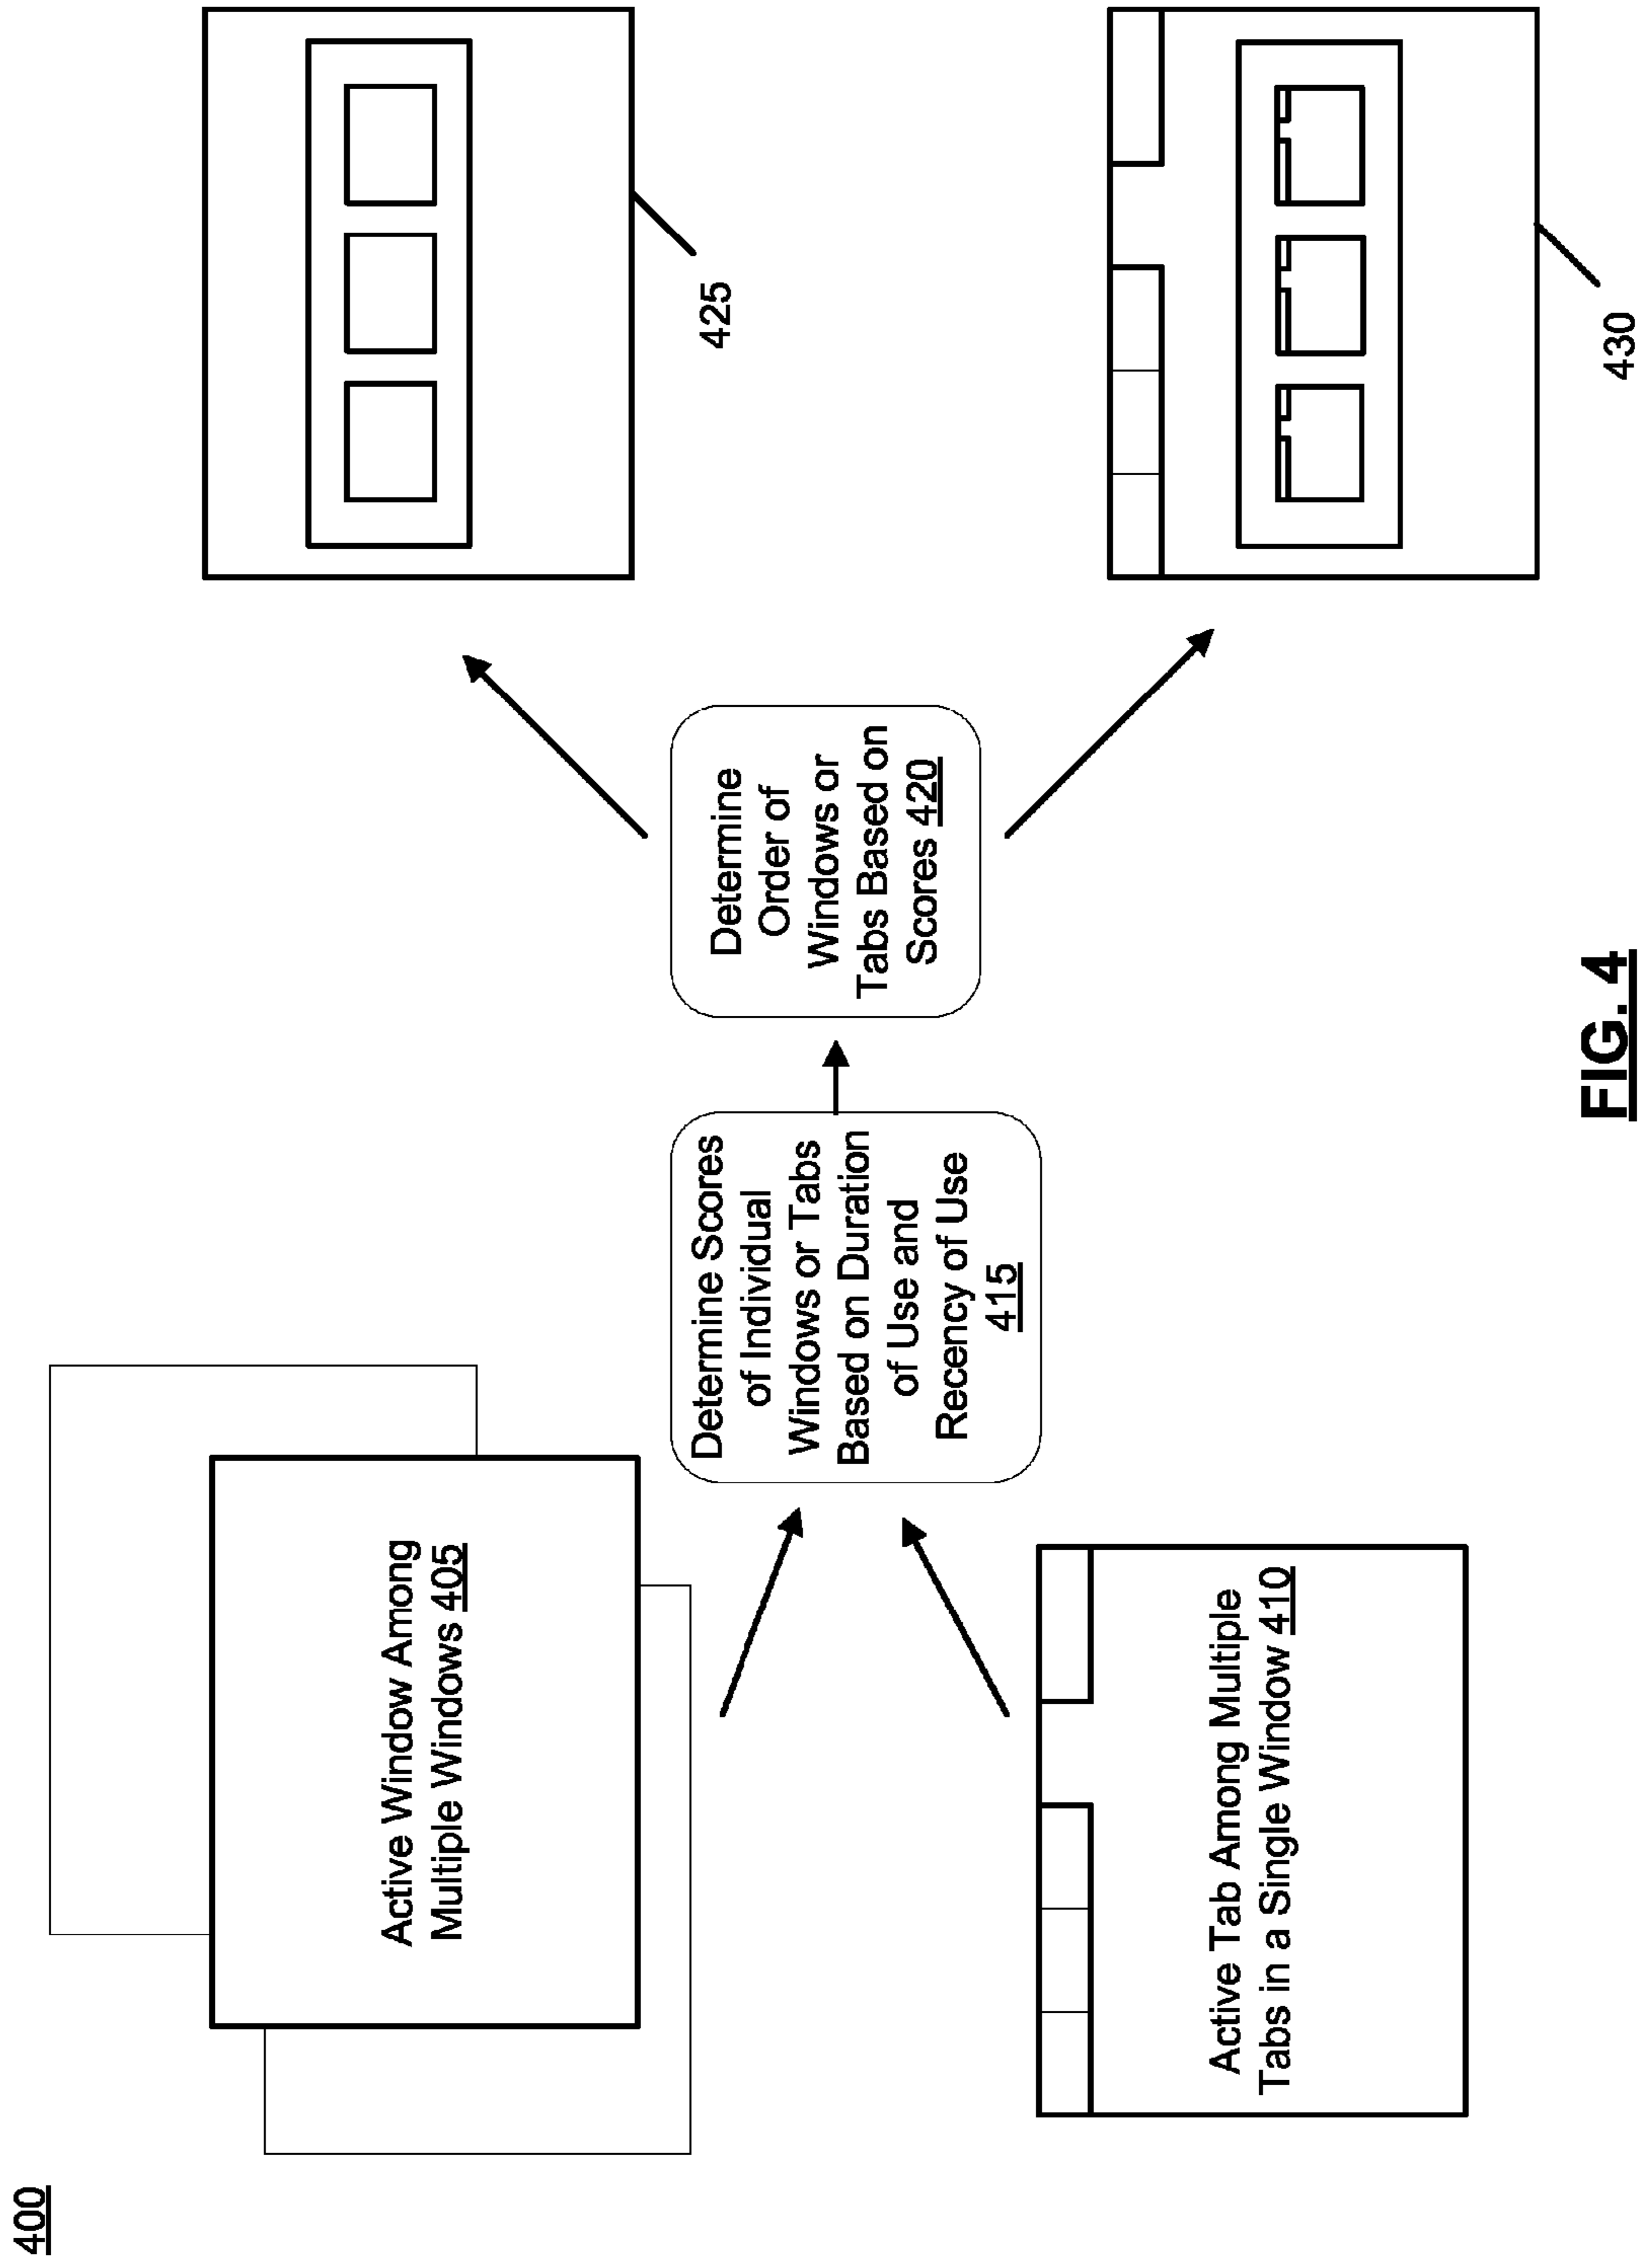 400
Active Window Among
Multiple Windows 405
Active Tab Among Multiple
Tabs in a Single Window 410
Determine Scores
of Individual
Windows or Tabs
Based on Duration
of Use and
Recency of Use
415
Determine
Order of
Windows or
Tabs Based on
Scores 420
425
430
FIG. 4